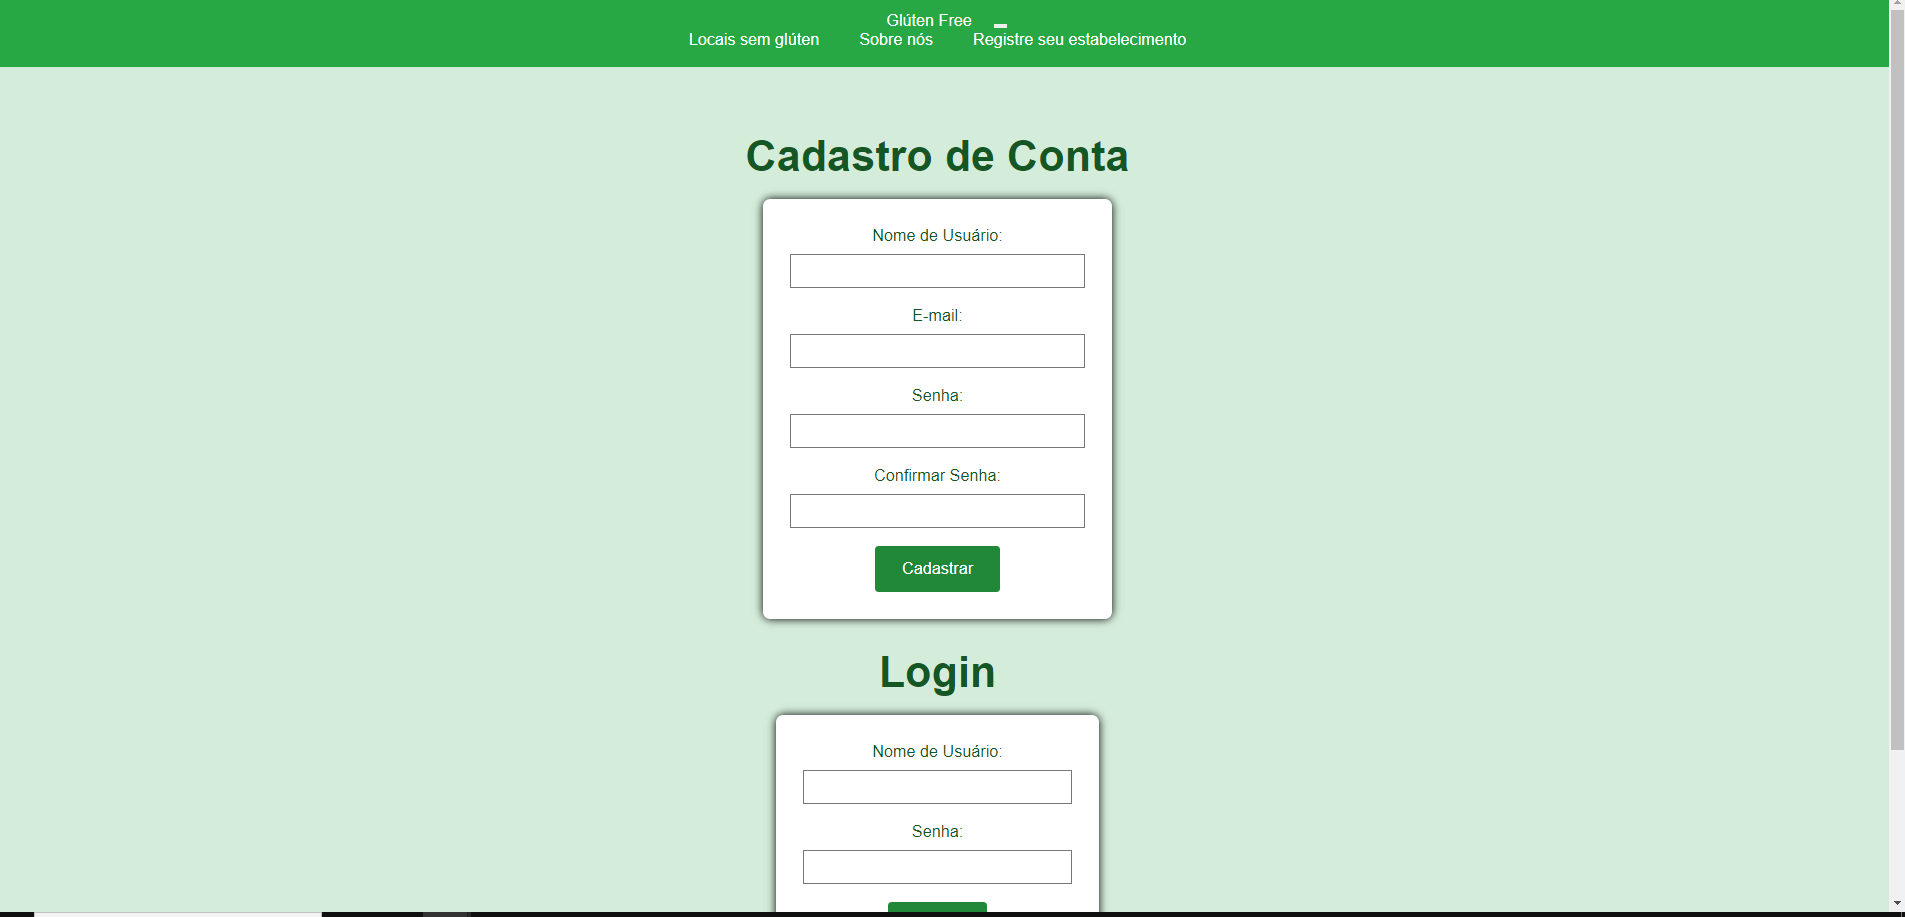 Glúten Free
Locais sem glúten Sobre nós Registre seu estabelecimento
Cadastro de Conta
Nome de Usuário:
E-mail:
Senha:
Confirmar Senha:
Cadastrar
Login
Nome de Usuário:
Senha: